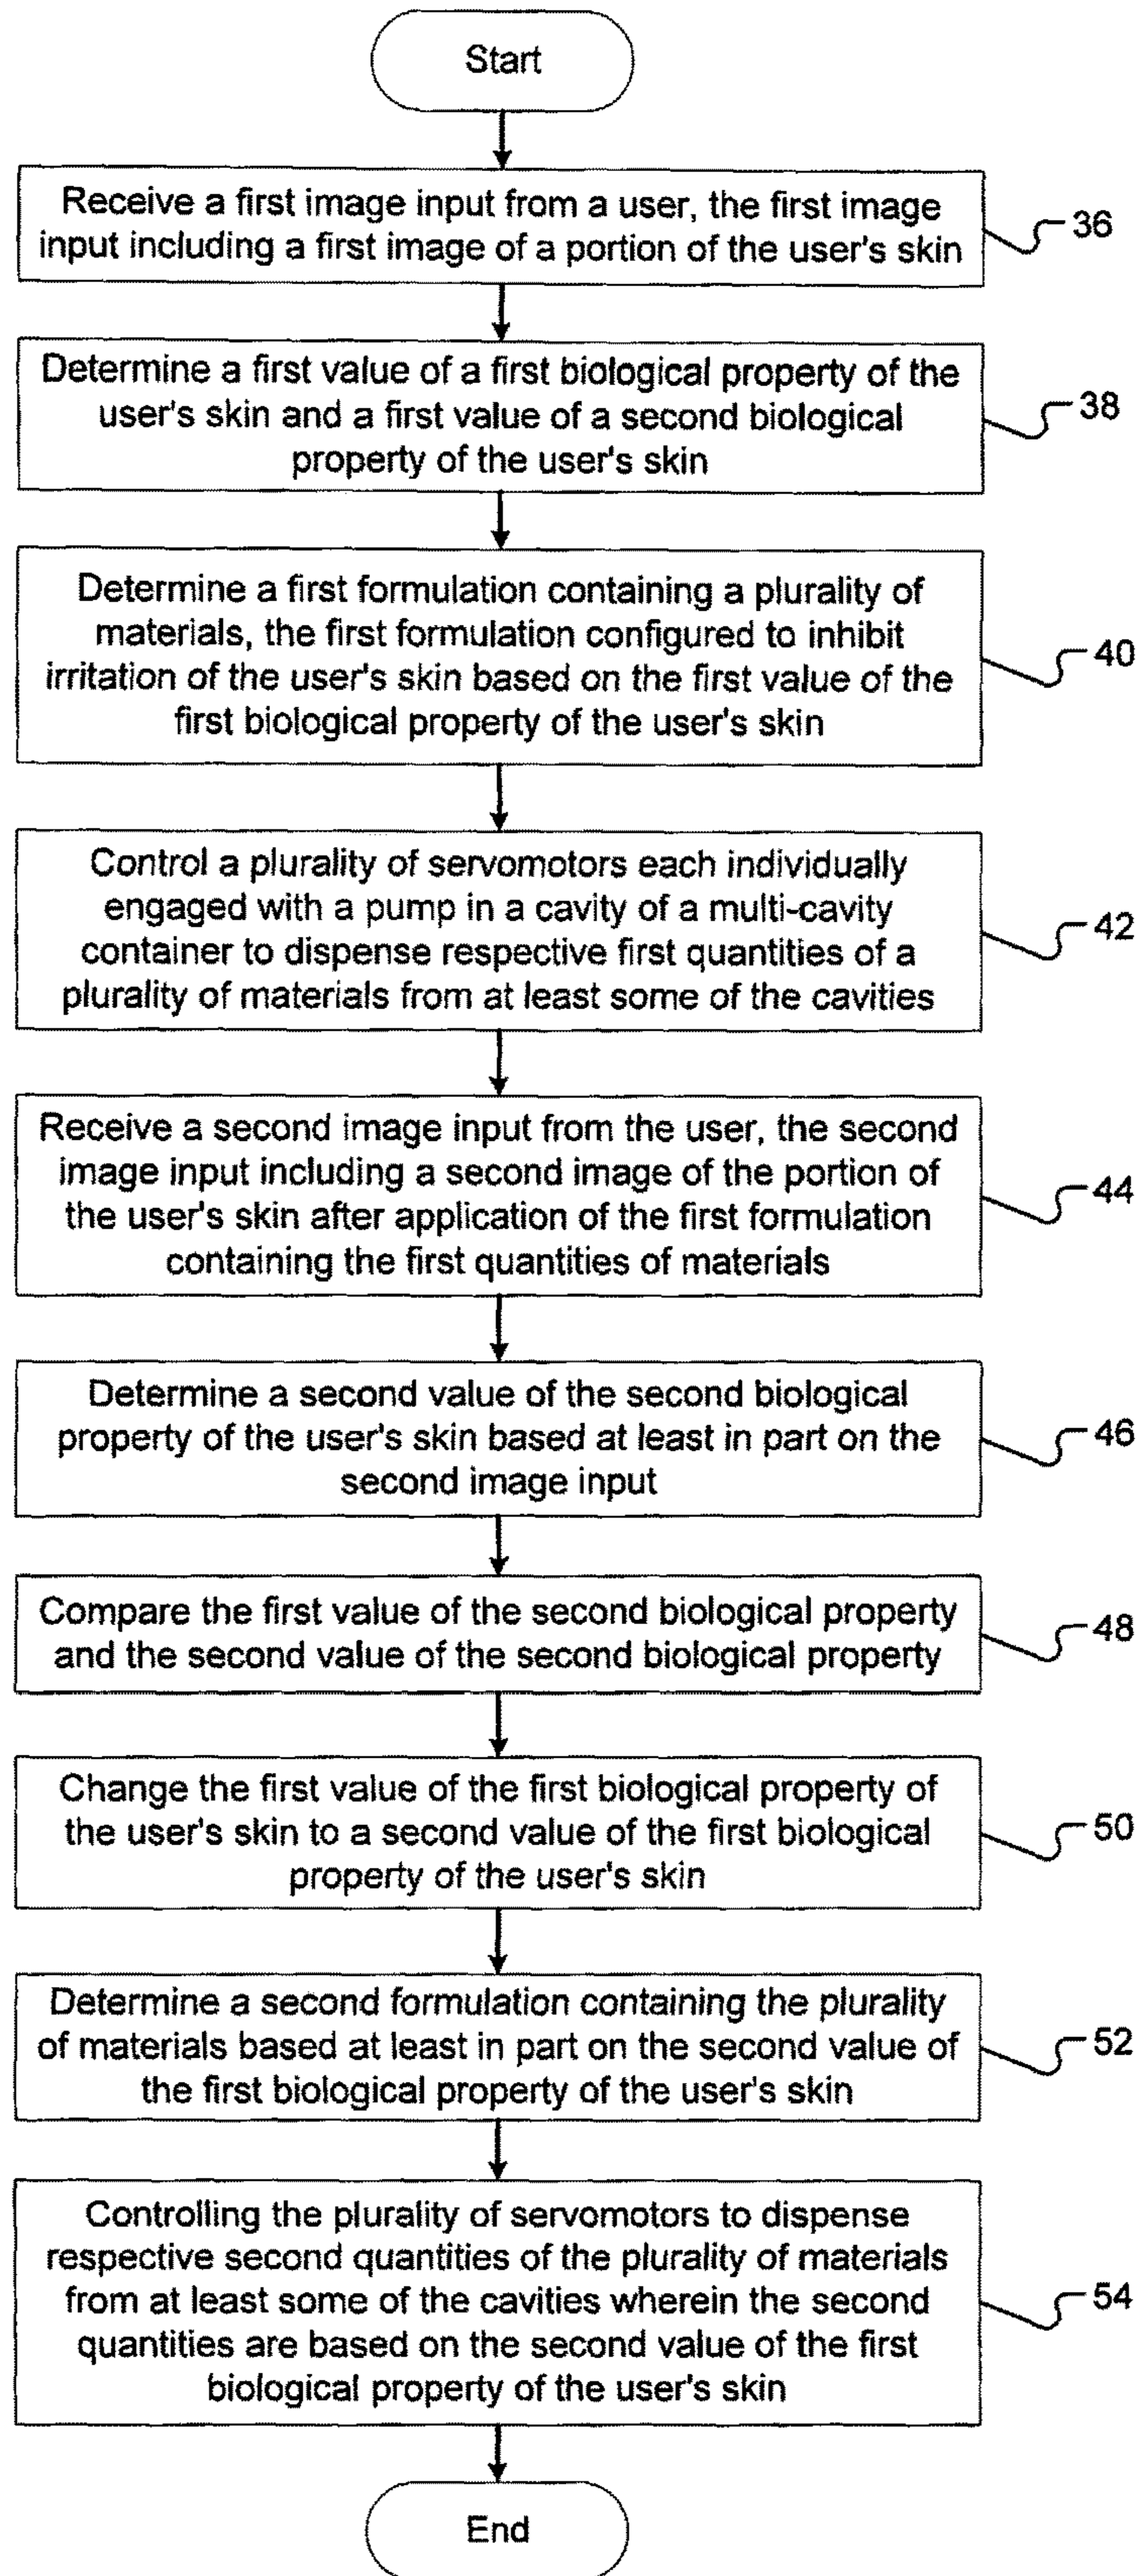 Start
Receive a first image input from a user, the first image
input including a first image of a portion of the user's skin
36
Determine a first value of a first biological property of the
user's skin and a first value of a second biological
property of the user's skin
38
Determine a first formulation containing a plurality of
materials, the first formulation configured to inhibit
irritation of the user's skin based on the first value of the
first biological property of the user's skin
40
Control a plurality of servomotors each individually
engaged with a pump in a cavity of a multi-cavity
container to dispense respective first quantities of a
plurality of materials from at least some of the cavities
42
Receive a second image input from the user, the second
image input including a second image of the portion of
the user's skin after application of the first formulation
containing the first quantities of materials
44
Determine a second value of the second biological
property of the user's skin based at least in part on the
second image input
46
Compare the first value of the second biological property
and the second value of the second biological property
48
Change the first value of the first biological property of
the user's skin to a second value of the first biological
property of the user's skin
50
Determine a second formulation containing the plurality
of materials based at least in part on the second value of
the first biological property of the user's skin
52
Controlling the plurality of servomotors to dispense
respective second quantities of the plurality of materials
from at least some of the cavities wherein the second
quantities are based on the second value of the first
biological property of the user's skin
54
End